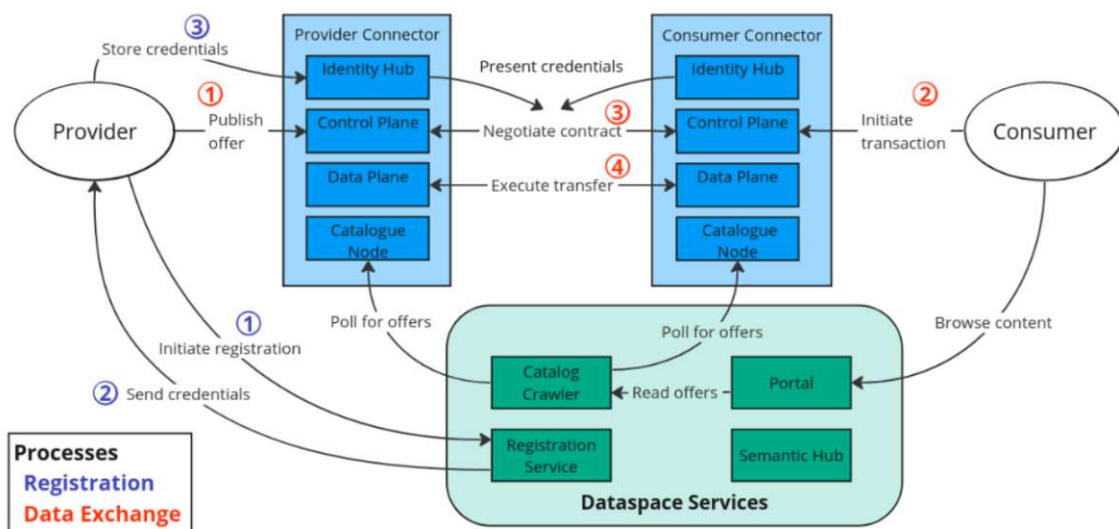 ③
Store credentials
Provider Connector
Identity Hub
Control Plane
Data Plane
Catalogue
Node
Present credentials
Negotiate contract
③
Execute transfer
④
Consumer Connector
Identity Hub
Control Plane
Data Plane
Catalogue
Node
Provider
①
Publish
offer
②
Initiate
transaction
Consumer
Poll for offers
Poll for offers
Browse content
①
Initiate registration
②
Send credentials
Catalog
Crawler
Read offers
Portal
Registration
Service
Semantic Hub
Dataspace Services
Processes
Registration
Data Exchange